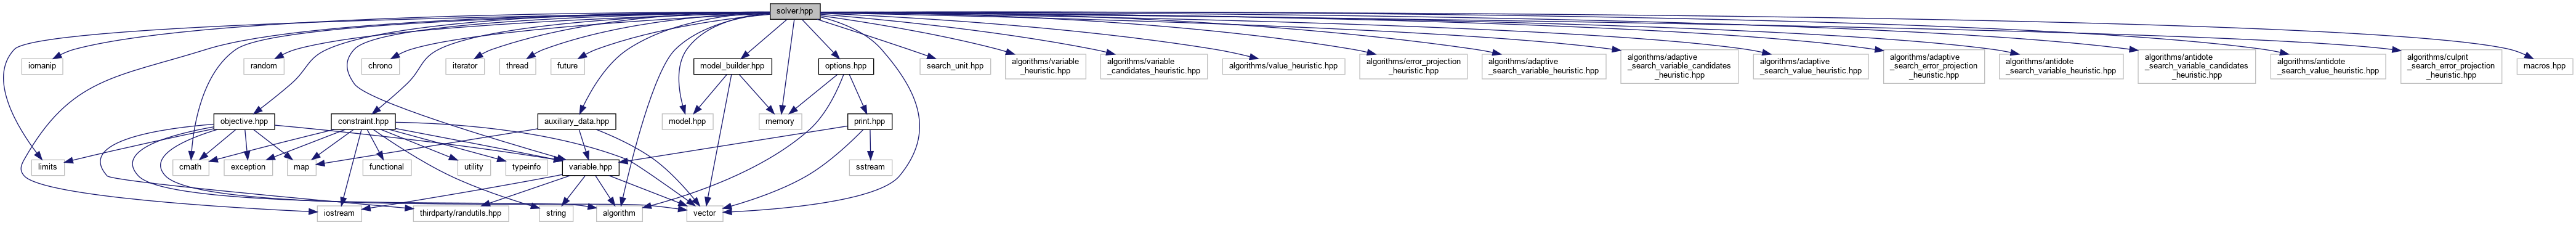 solver.hpp
iomanip
random
chrono
iterator
thread
future
model_builder.hpp
options.hpp
search_unit.hpp
algorithms/variable
_heuristic.hpp
algorithms/variable
_candidates_heuristic.hpp
algorithms/value_heuristic.hpp
algorithms/error_projection
_heuristic.hpp
algorithms/adaptive
_search_variable_heuristic.hpp
algorithms/adaptive
_search_variable_candidates
_heuristic.hpp
algorithms/adaptive
_search_value_heuristic.hpp
algorithms/adaptive
_search_error_projection
_heuristic.hpp
algorithms/antidote
_search_variable_heuristic.hpp
algorithms/antidote
_search_variable_candidates
_heuristic.hpp
algorithms/antidote
_search_value_heuristic.hpp
algorithms/culprit
_search_error_projection
_heuristic.hpp
macros.hpp
objective.hpp
constraint.hpp
auxiliary_data.hpp
model.hpp
memory
print.hpp
limits
cmath
exception
map
functional
utility
typeinfo
variable.hpp
sstream
iostream
thirdparty/randutils.hpp
string
algorithm
vector